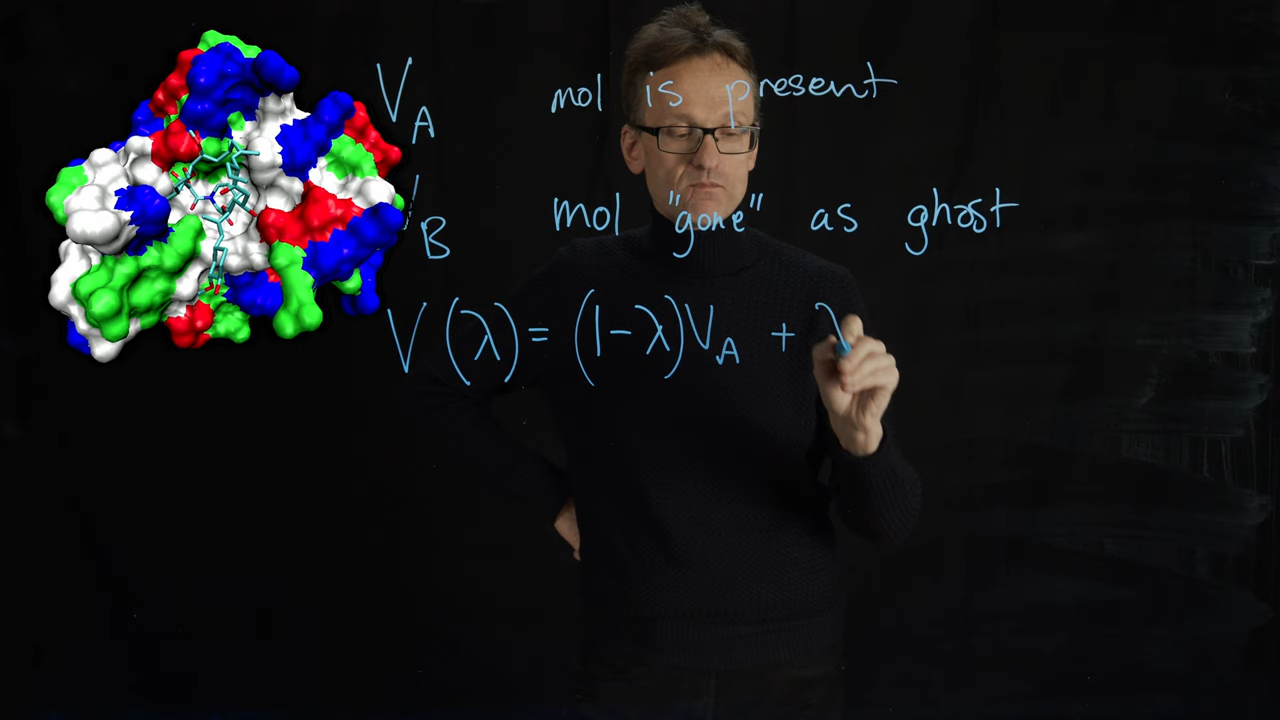 V_A mol is present
V_B mol "gone" as ghost
V(λ) = (1-λ)V_A + λ